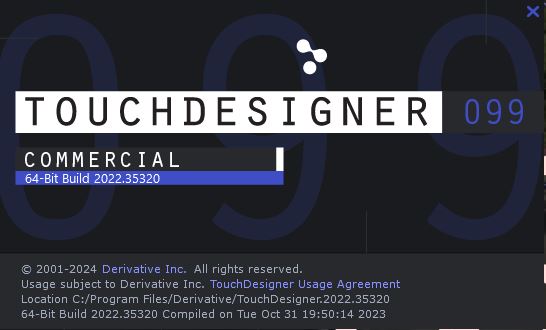 TOUCHDESIGNER 099
COMMERCIAL
64-Bit Build 2022.35320
© 2001-2024 Derivative Inc. All rights reserved.
Usage subject to Derivative Inc. TouchDesigner Usage Agreement
Location C:/Program Files/Derivative/TouchDesigner.2022.35320
64-Bit Build 2022.35320 Compiled on Tue Oct 31 19:50:14 2023